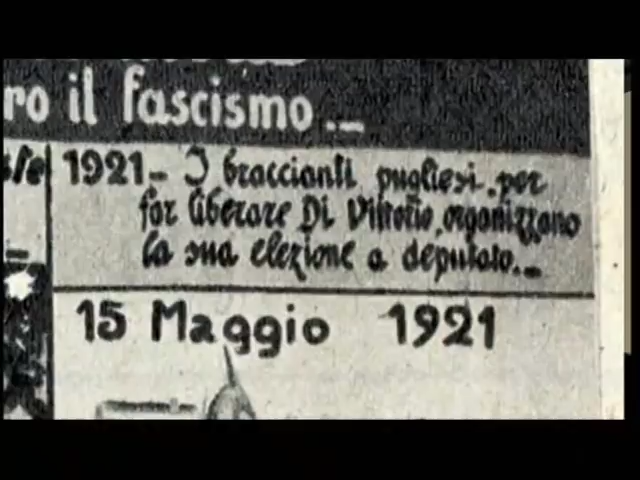 ro il fascismo...
1921 - I braccianti pugliesi, per
far liberare Di Vittorio, organizzano
la sua elezione a deputato...
15 Maggio 1921